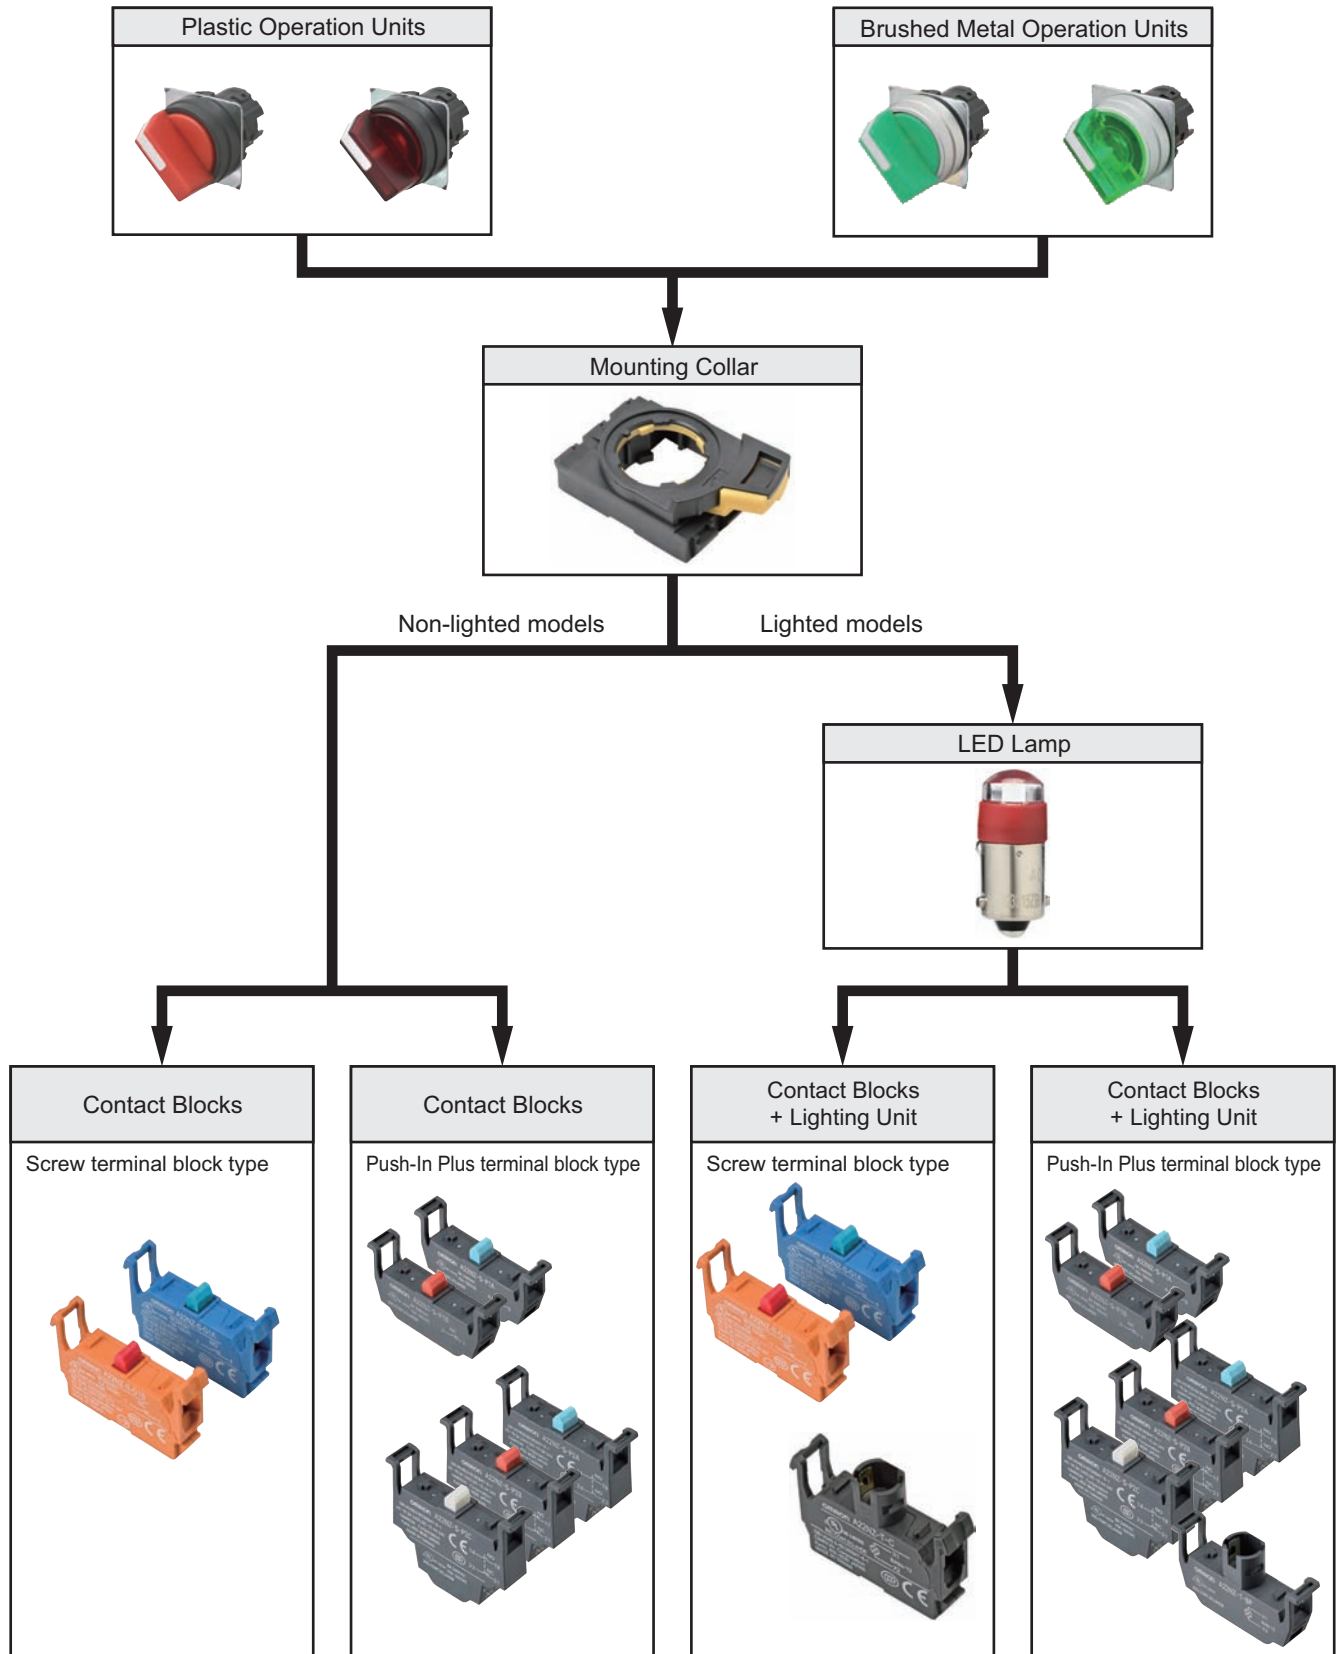 Plastic Operation Units
Brushed Metal Operation Units
Mounting Collar
Non-lighted models
Lighted models
LED Lamp
Contact Blocks
Contact Blocks
Contact Blocks
+ Lighting Unit
Contact Blocks
+ Lighting Unit
Screw terminal block type
Push-In Plus terminal block type
Screw terminal block type
Push-In Plus terminal block type